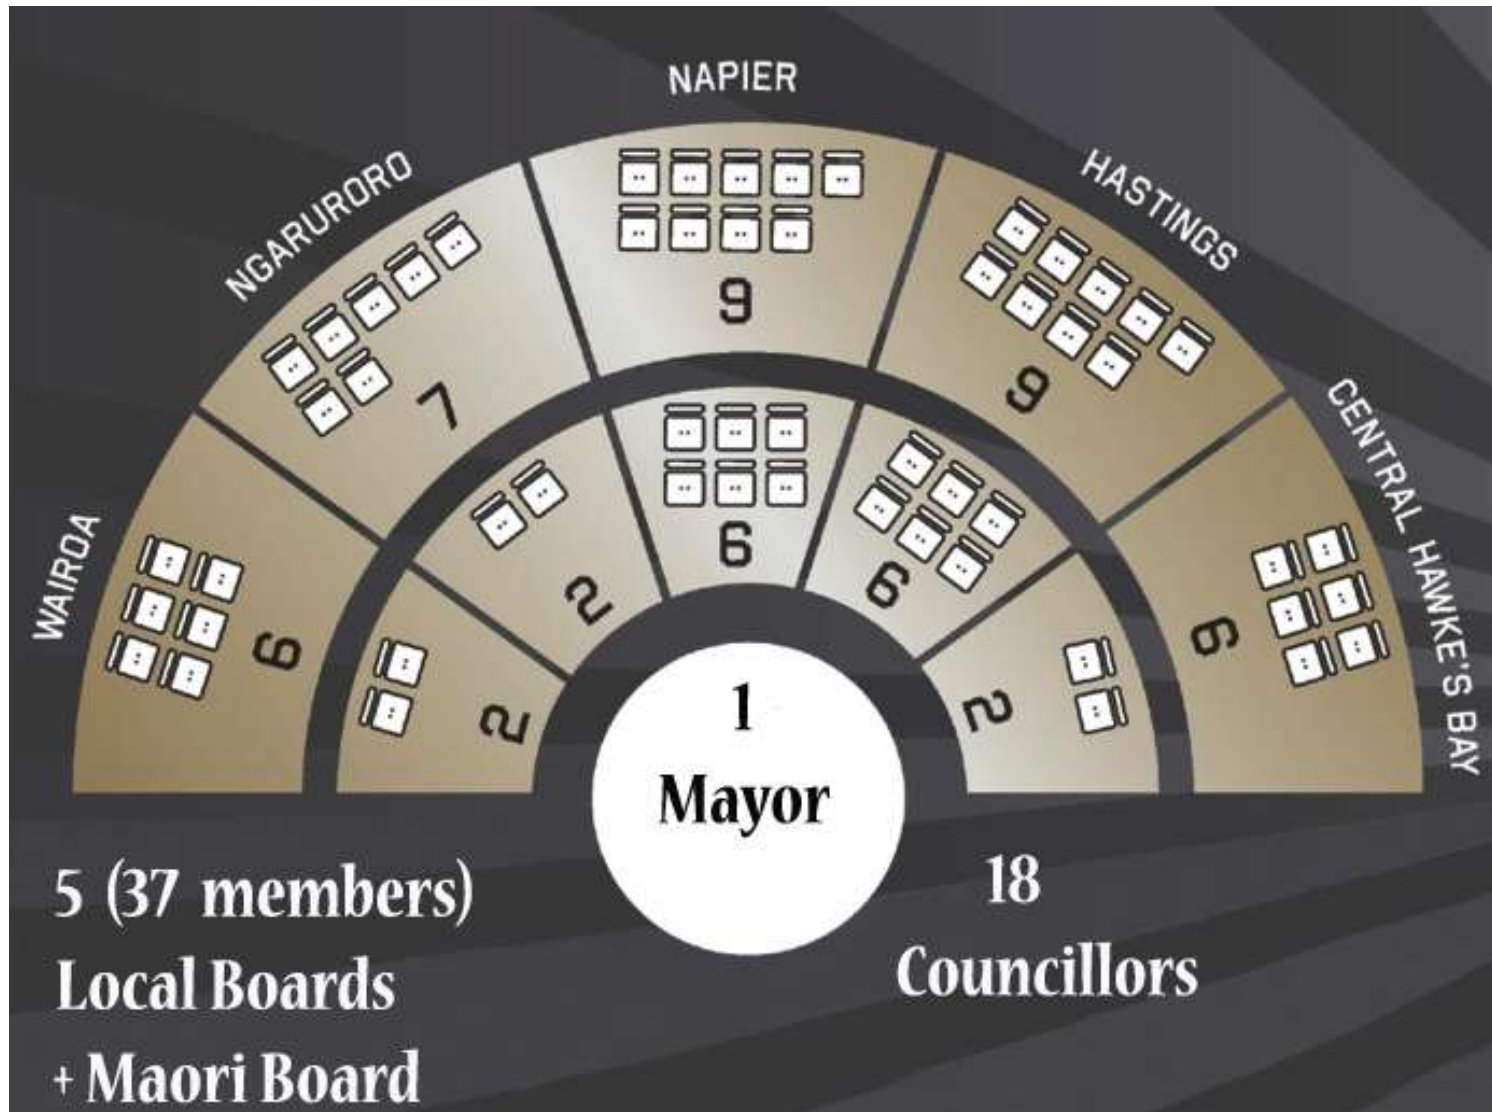 NAPIER
NGARURORO
HASTINGS
WAIROA
CENTRAL HAWKE'S BAY
6
7
9
9
6
2
2
6
6
2
1
Mayor
5 (37 members)
Local Boards
+ Maori Board
18
Councillors